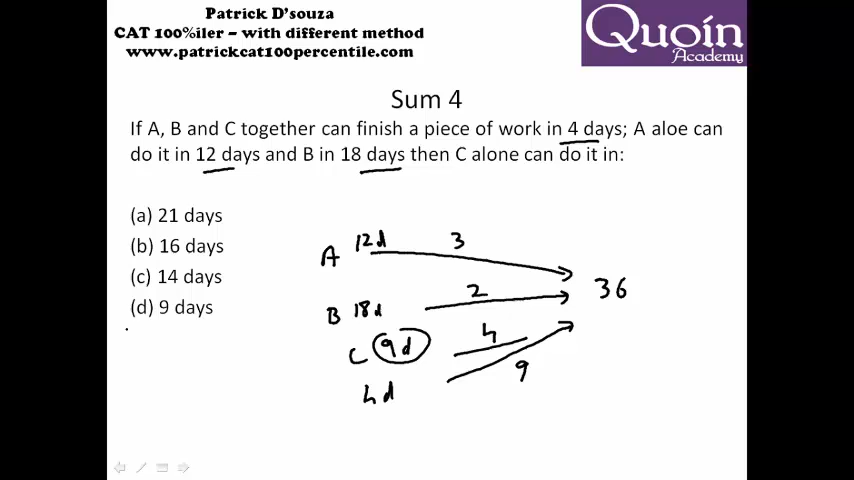 Patrick D'souza
CAT 100%iler – with different method
www.patrickcat100percentile.com
Quoin
Academy
Sum 4
If A, B and C together can finish a piece of work in 4 days; A aloe can
do it in 12 days and B in 18 days then C alone can do it in:
(a) 21 days
(b) 16 days
(c) 14 days
(d) 9 days
A 12d 3
36
B 18d 2
C 9d 4
4d 9